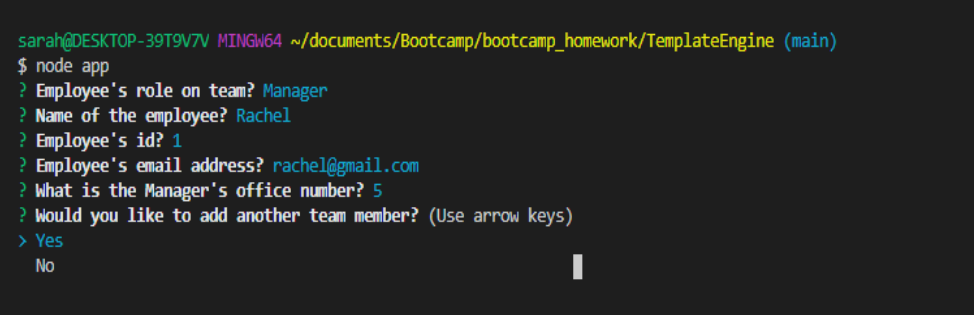 sarah@DESKTOP-39T9V7V MINGW64 ~/documents/Bootcamp/bootcamp_homework/TemplateEngine (main)
$ node app
? Employee's role on team? Manager
? Name of the employee? Rachel
? Employee's id? 1
? Employee's email address? rachel@gmail.com
? What is the Manager's office number? 5
? Would you like to add another team member? (Use arrow keys)
> Yes
No